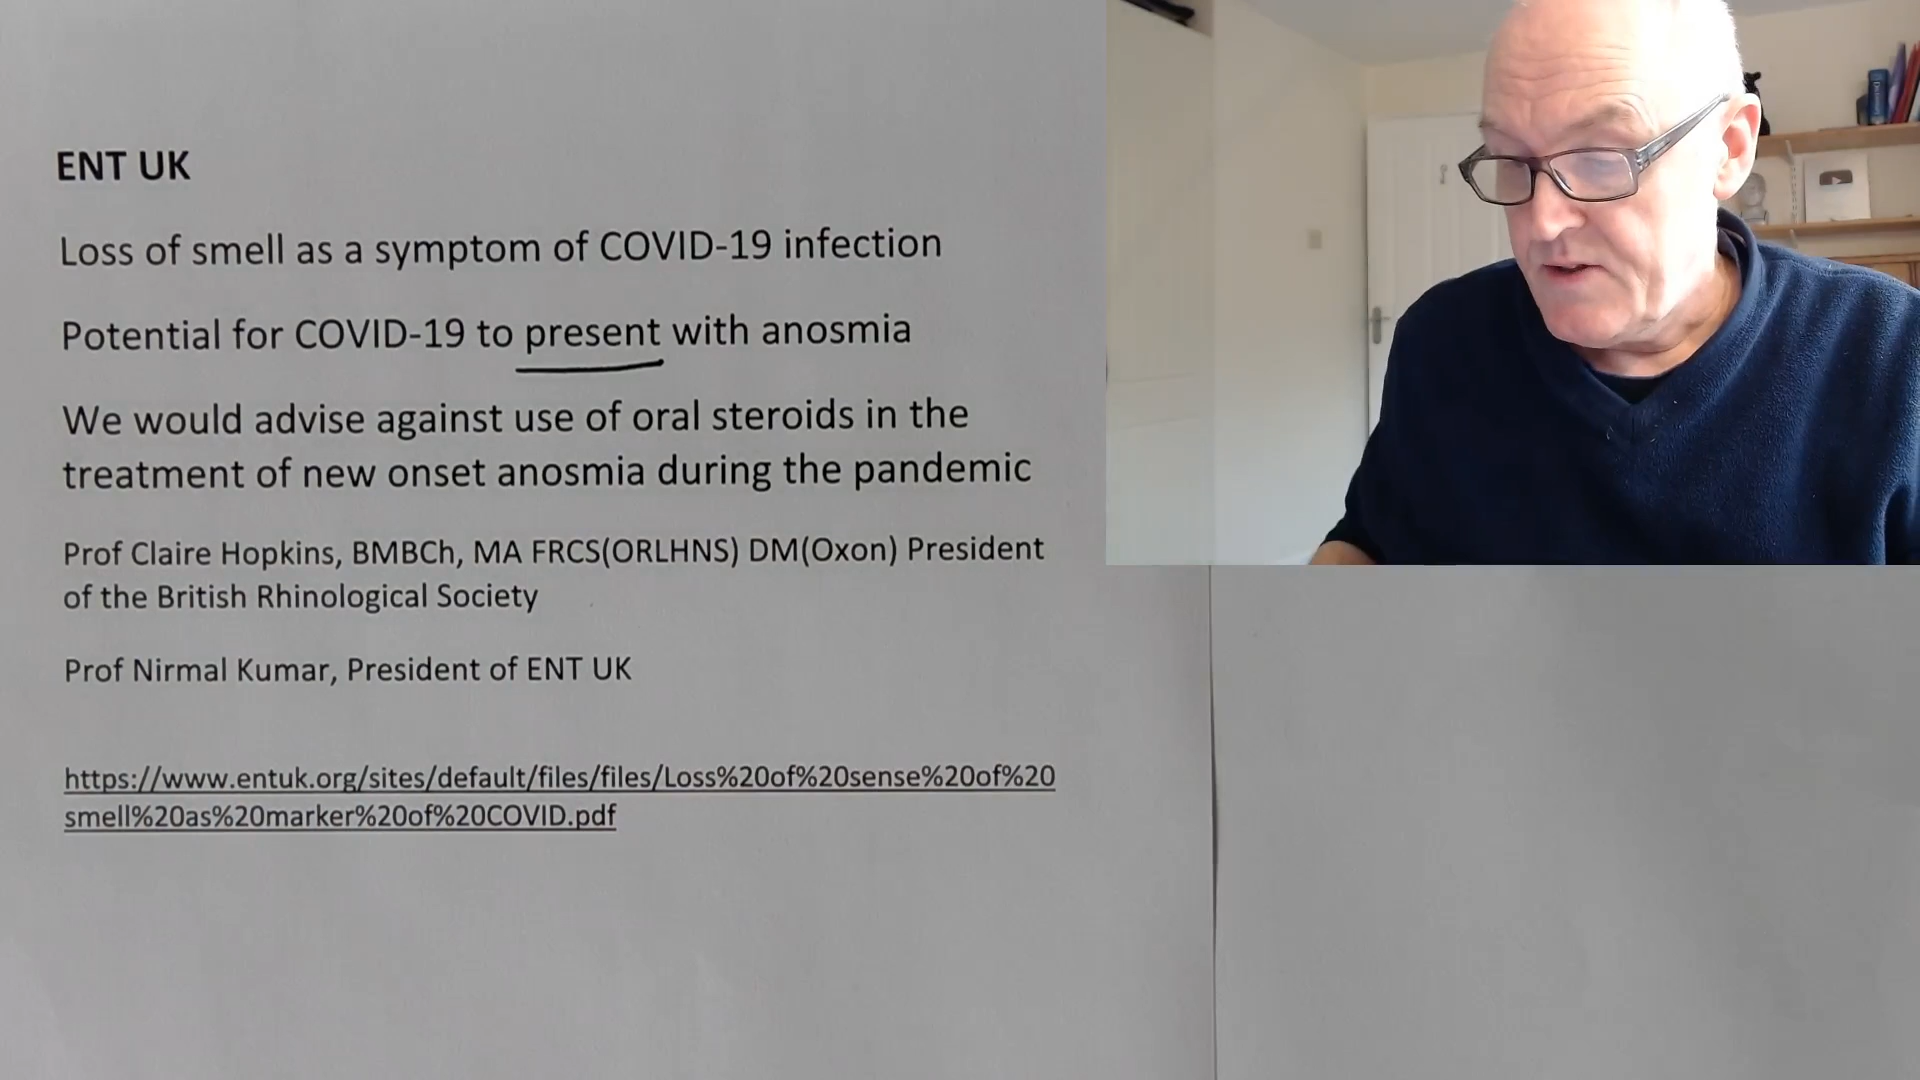 ENT UK
Loss of smell as a symptom of COVID-19 infection
Potential for COVID-19 to present with anosmia
We would advise against use of oral steroids in the
treatment of new onset anosmia during the pandemic
Prof Claire Hopkins, BMBCh, MA FRCS(ORLHNS) DM(Oxon) President
of the British Rhinological Society
Prof Nirmal Kumar, President of ENT UK
https://www.entuk.org/sites/default/files/files/Loss%20of%20sense%20of%20
smell%20as%20marker%20of%20COVID.pdf